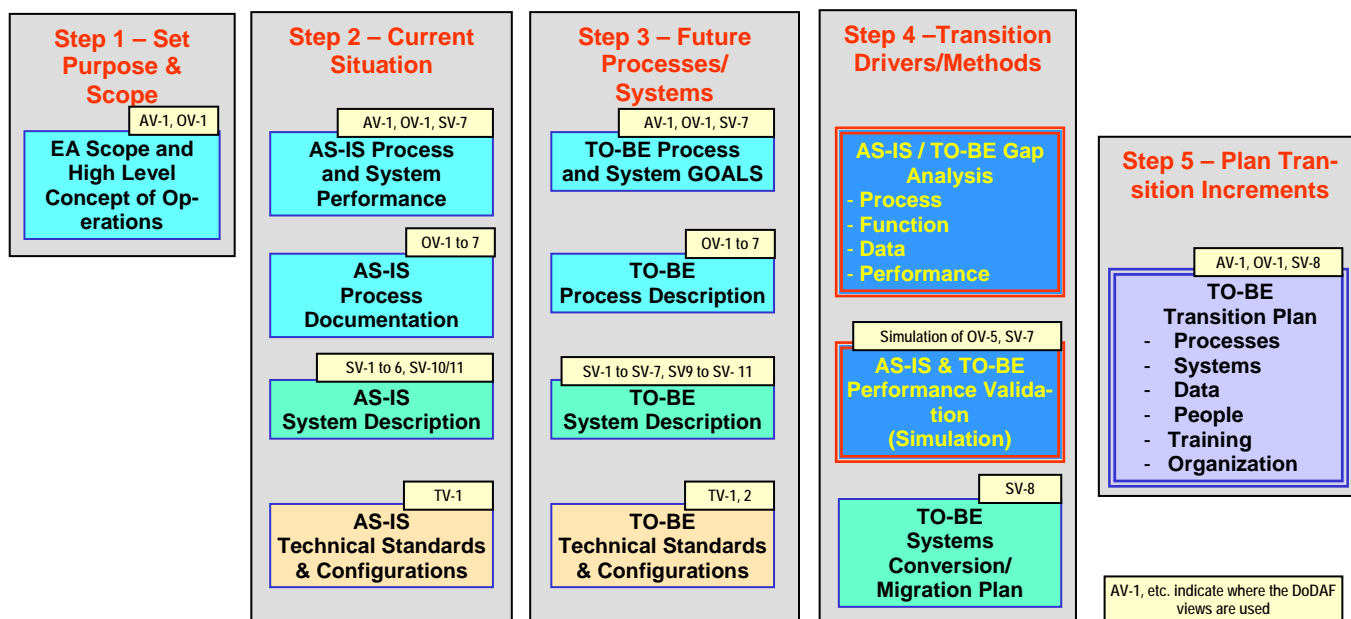 Step 1 – Set
Purpose &
Scope
AV-1, OV-1
EA Scope and
High Level
Concept of Op-
erations
Step 2 – Current
Situation
AV-1, OV-1, SV-7
AS-IS Process
and System
Performance
OV-1 to 7
AS-IS
Process
Documentation
SV-1 to 6, SV-10/11
AS-IS
System Description
TV-1
AS-IS
Technical Standards
& Configurations
Step 3 – Future
Processes/
Systems
AV-1, OV-1, SV-7
TO-BE Process
and System GOALS
OV-1 to 7
TO-BE
Process Description
SV-1 to SV-7, SV9 to SV- 11
TO-BE
System Description
TV-1, 2
TO-BE
Technical Standards
& Configurations
Step 4 –Transition
Drivers/Methods
AS-IS / TO-BE Gap
Analysis
- Process
- Function
- Data
- Performance
Simulation of OV-5, SV-7
AS-IS & TO-BE
Performance Valida-
tion
(Simulation)
SV-8
TO-BE
Systems
Conversion/
Migration Plan
Step 5 – Plan Tran-
sition Increments
AV-1, OV-1, SV-8
TO-BE
Transition Plan
- Processes
- Systems
- Data
- People
- Training
- Organization
AV-1, etc. indicate where the DoDAF
views are used